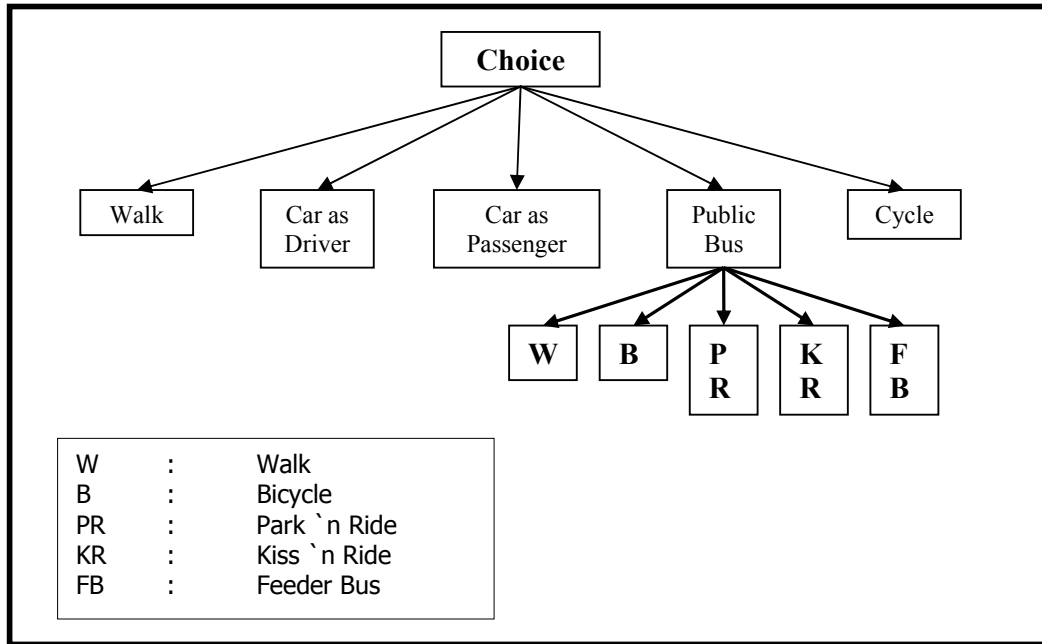 Choice
Walk
Car as
Driver
Car as
Passenger
Public
Bus
Cycle
W
B
P
R
K
R
F
B
W : Walk
B : Bicycle
PR : Park `n Ride
KR : Kiss `n Ride
FB : Feeder Bus